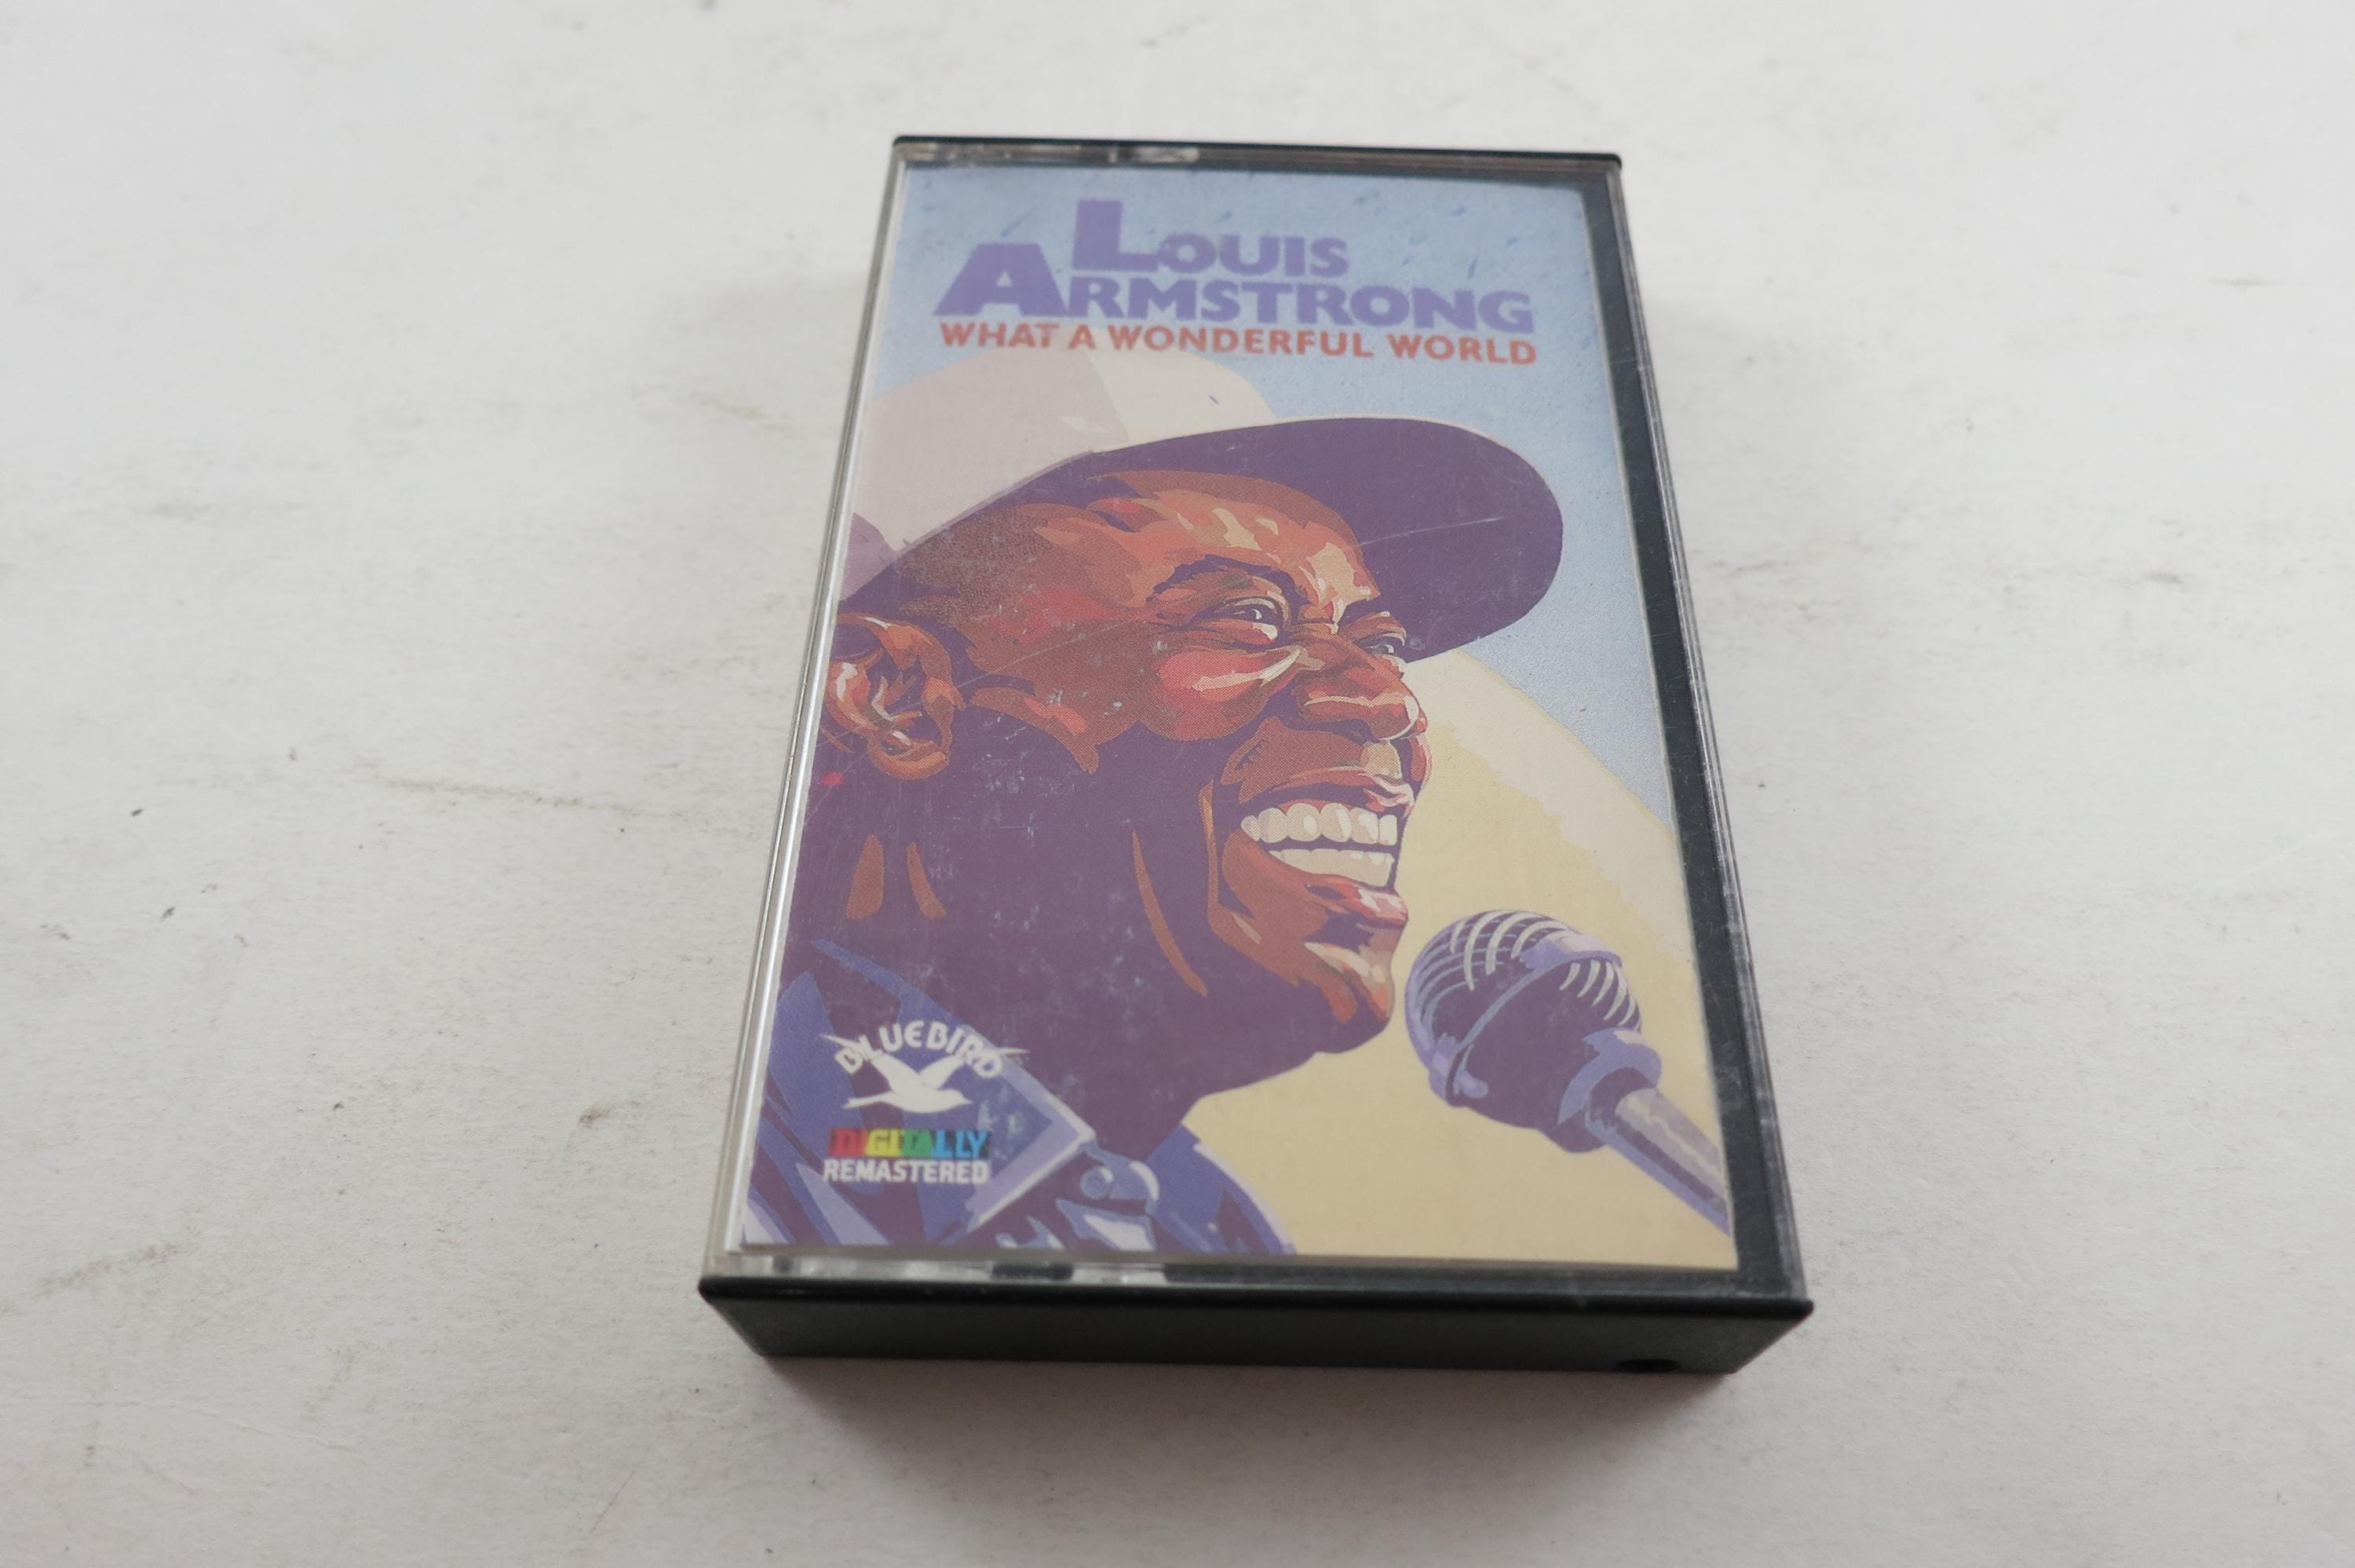 LOUIS
ARMSTRONG
WHAT A WONDERFUL WORLD
BLUEBIRD
DIGITALLY
REMASTERED